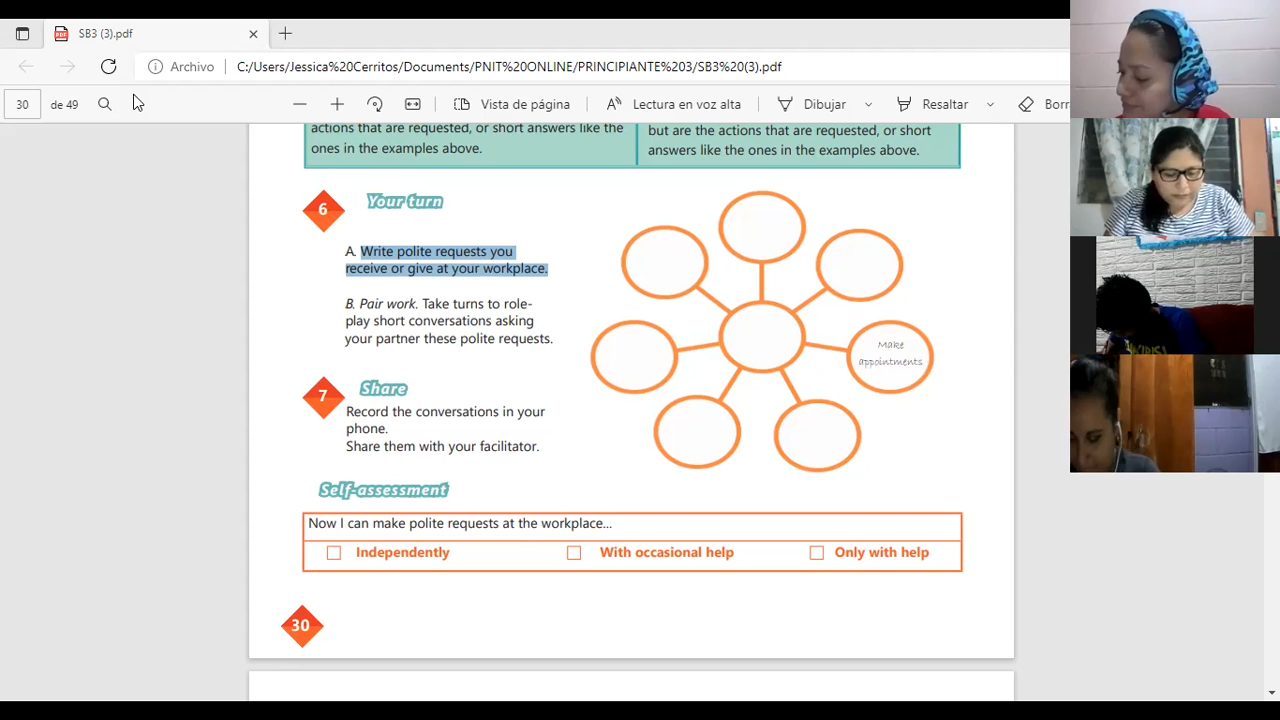 SB3 (3).pdf
Archivo
C:/Users/Jessica%20Cerritos/Documents/PNIT%20ONLINE/PRINCIPIANTE%203/SB3%20(3).pdf
30
de 49
Vista de página
Lectura en voz alta
Dibujar
Resaltar
Borr
actions that are requested, or short answers like the
ones in the examples above.
but are the actions that are requested, or short
answers like the ones in the examples above.
6
Your turn
A. Write polite requests you
receive or give at your workplace.
B. Pair work. Take turns to role-
play short conversations asking
your partner these polite requests.
Make
appointments
7
Share
Record the conversations in your
phone.
Share them with your facilitator.
Self-assessment
Now I can make polite requests at the workplace...
Independently
With occasional help
Only with help
30